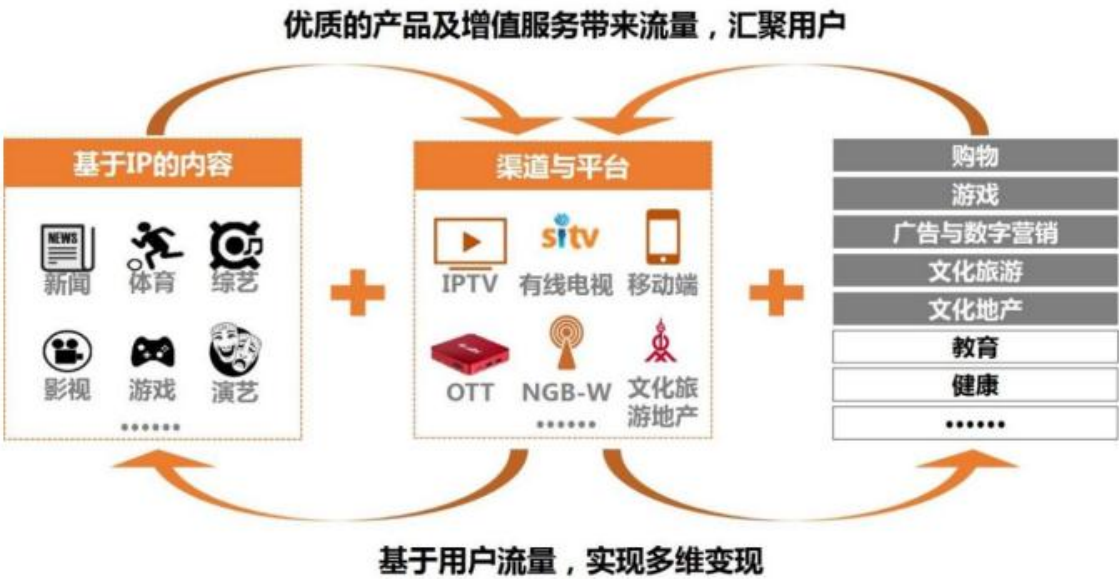 优质的产品及增值服务带来流量，汇聚用户
基于IP的内容
NEWS
新闻
体育
综艺
影视
游戏
演艺
……
渠道与平台
sitv
IPTV
有线电视
移动端
OTT
NGB-W
文化旅
游地产
……
购物
游戏
广告与数字营销
文化旅游
文化地产
教育
健康
……
基于用户流量，实现多维变现